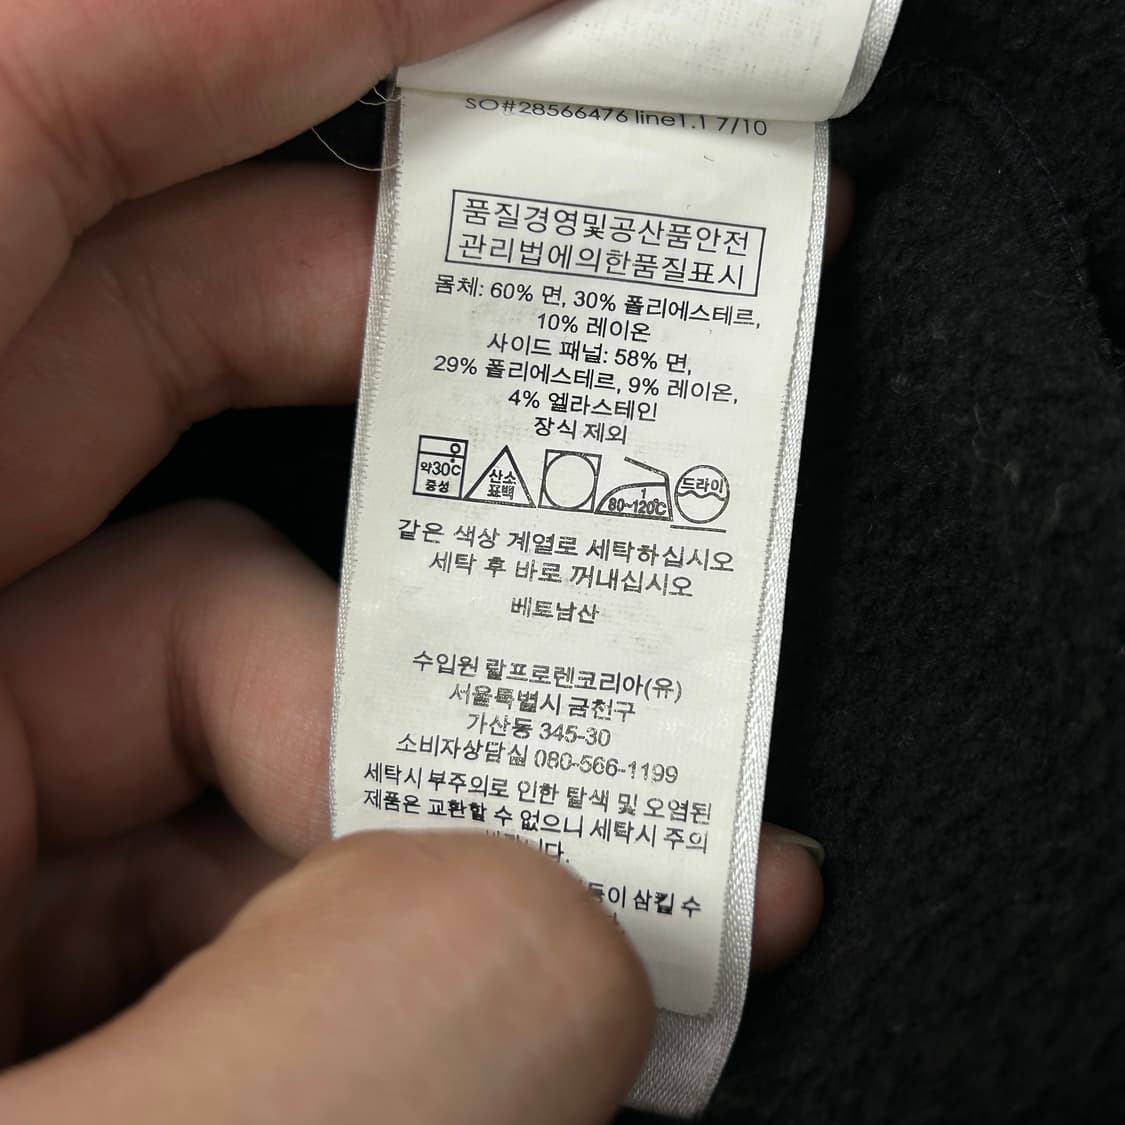 SO#28566476 line1.1 7/10
품질경영및공산품안전
관리법에의한품질표시
몸체: 60% 면, 30% 폴리에스테르,
10% 레이온
사이드 패널: 58% 면,
29% 폴리에스테르, 9% 레이온,
4% 엘라스테인
장식 제외
약30℃ 중성
산소 표백
1 80~120℃
드라이
같은 색상 계열로 세탁하십시오
세탁 후 바로 꺼내십시오
베트남산
수입원 랄프로렌코리아(유)
서울특별시 금천구
가산동 345-30
소비자상담실 080-566-1199
세탁시 부주의로 인한 탈색 및 오염된
제품은 교환할 수 없으니 세탁시 주의
삼킬 수